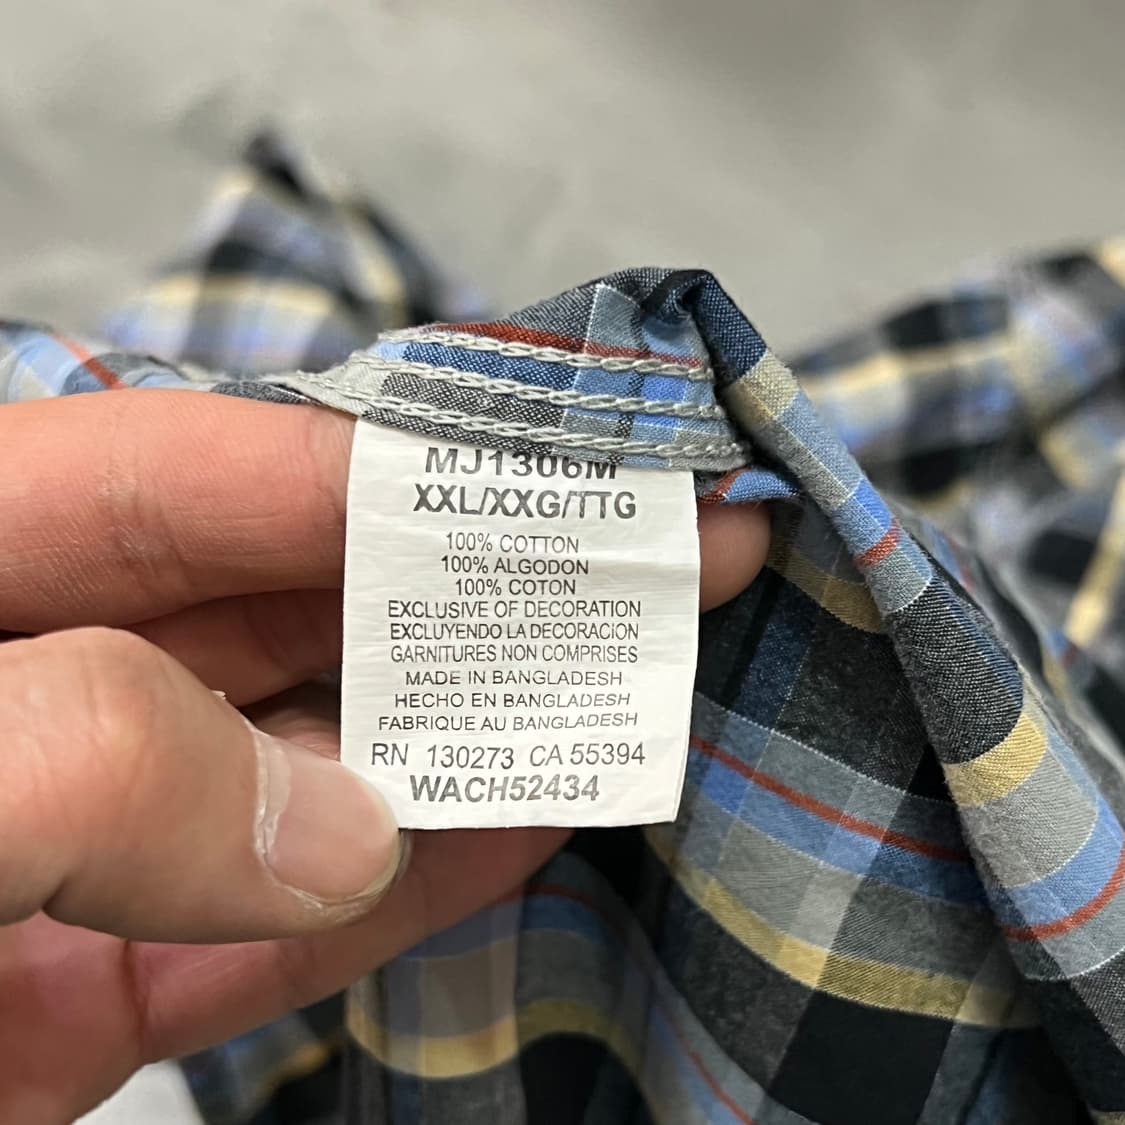 MJ1306M
XXL/XXG/TTG
100% COTTON
100% ALGODON
100% COTON
EXCLUSIVE OF DECORATION
EXCLUYENDO LA DECORACION
GARNITURES NON COMPRISES
MADE IN BANGLADESH
HECHO EN BANGLADESH
FABRIQUE AU BANGLADESH
RN 130273 CA 55394
WACH52434